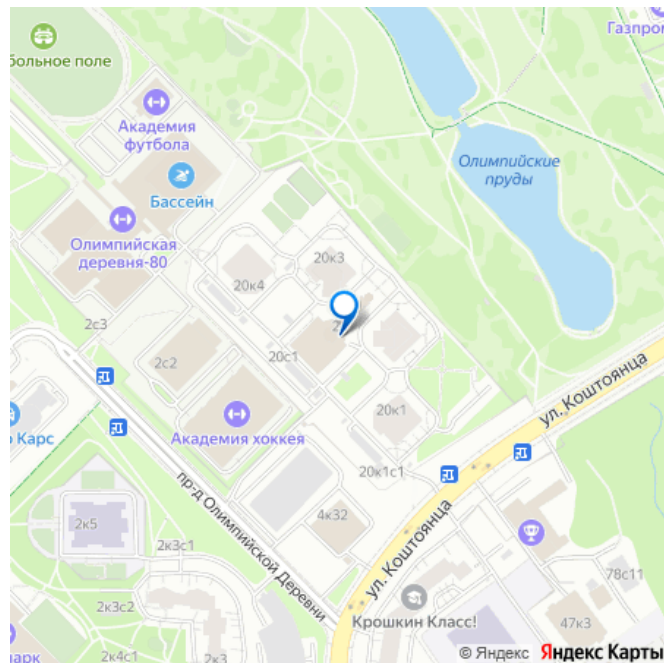 Газпром
больное поле
Академия
футбола
Бассейн
Олимпийские
пруды
Олимпийская
деревня-80
20к3
20к4
2с3
20с1
2с2
ул. Коштоянца
Карс
Академия хоккея
20к1
20к1с1
пр-д Олимпийской Деревни
4к32
2к5
2к3с1
ул. Коштоянца
78с11
2к3с2
Крошкин Класс!
47к3
парк
2к4с1
2к3
© Яндекс Яндекс Карты